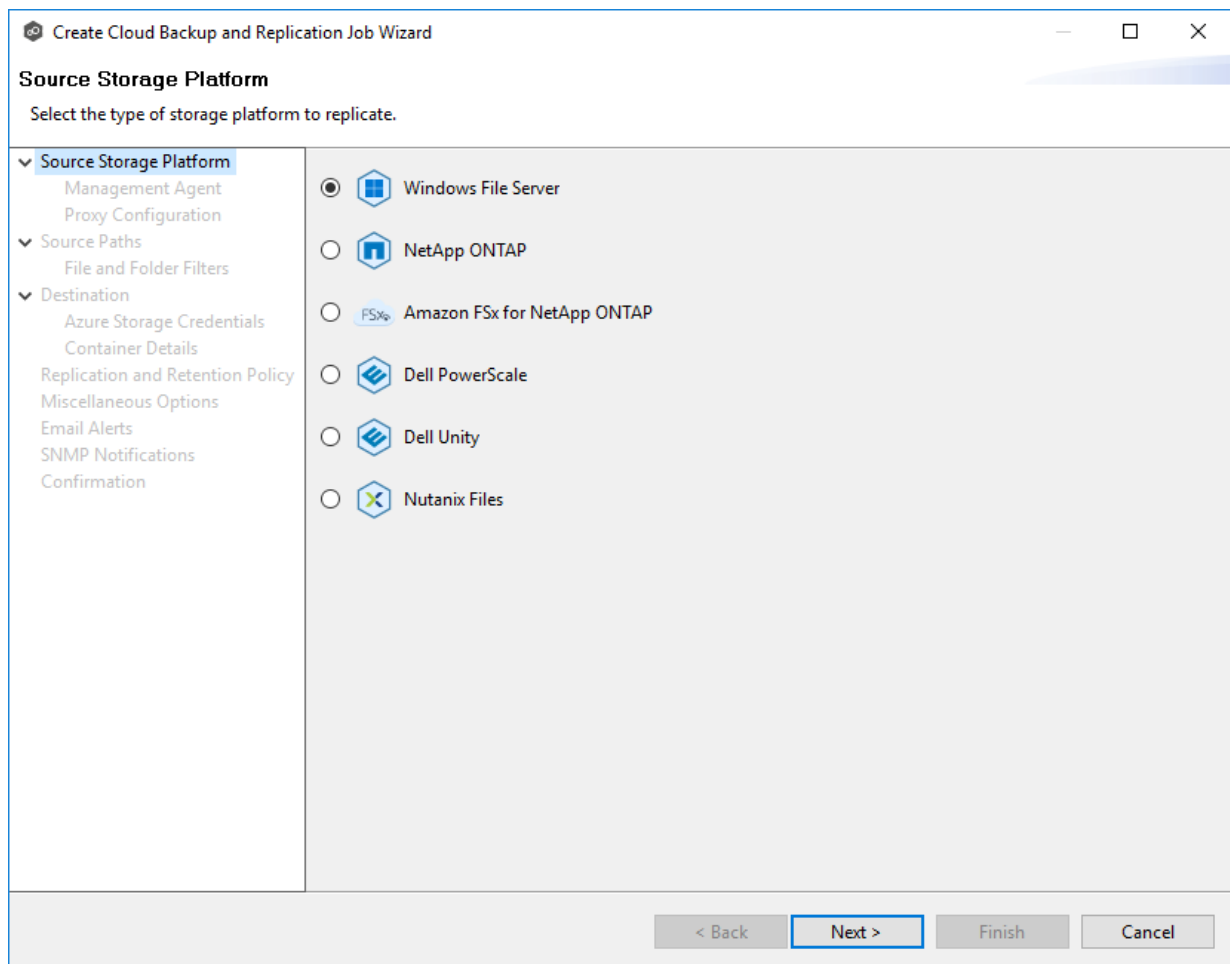 Create Cloud Backup and Replication Job Wizard
Source Storage Platform
Select the type of storage platform to replicate.
Source Storage Platform
Management Agent
Proxy Configuration
Source Paths
File and Folder Filters
Destination
Azure Storage Credentials
Container Details
Replication and Retention Policy
Miscellaneous Options
Email Alerts
SNMP Notifications
Confirmation
Windows File Server
NetApp ONTAP
FSx Amazon FSx for NetApp ONTAP
Dell PowerScale
Dell Unity
Nutanix Files
< Back Next > Finish Cancel